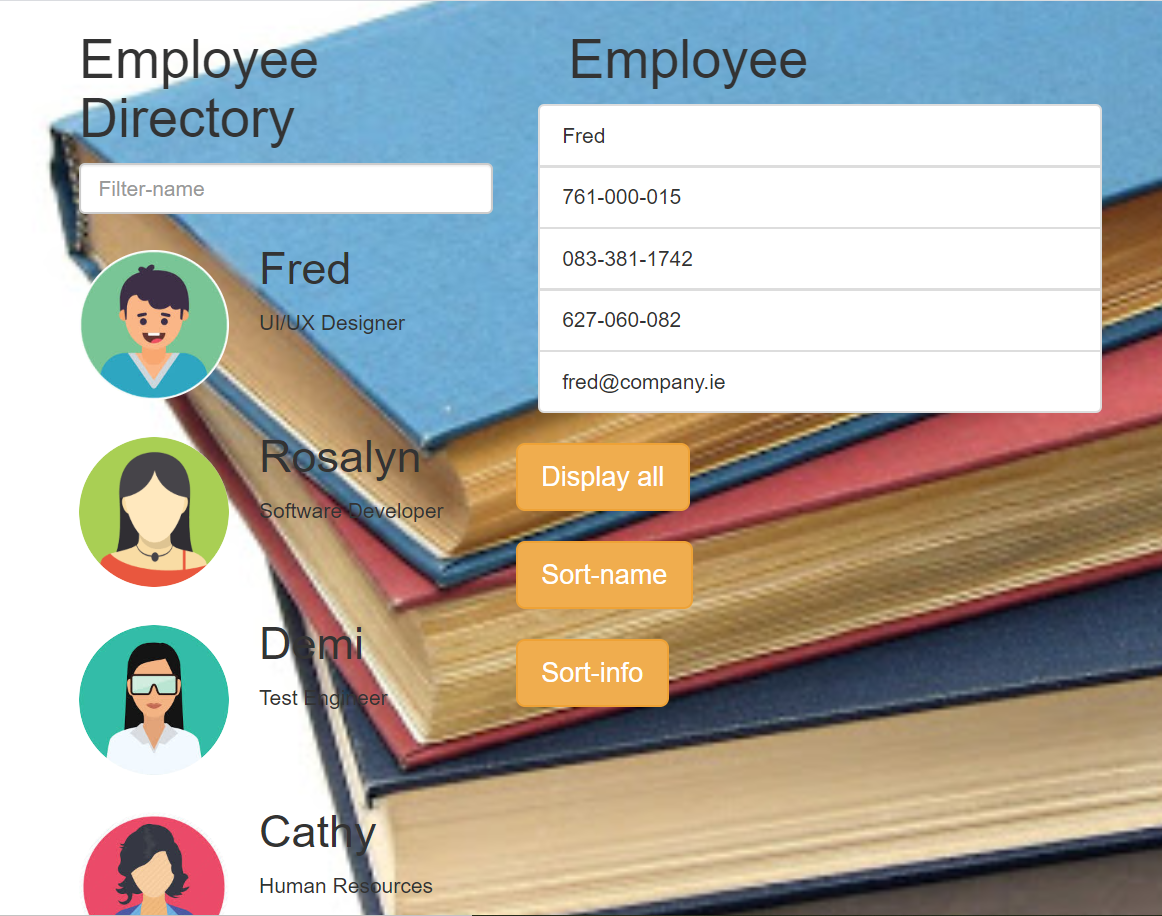 Employee
Directory
Filter-name
Fred
UI/UX Designer
Rosalyn
Software Developer
Demi
Test Engineer
Cathy
Human Resources
Employee
Fred
761-000-015
083-381-1742
627-060-082
fred@company.ie
Display all
Sort-name
Sort-info